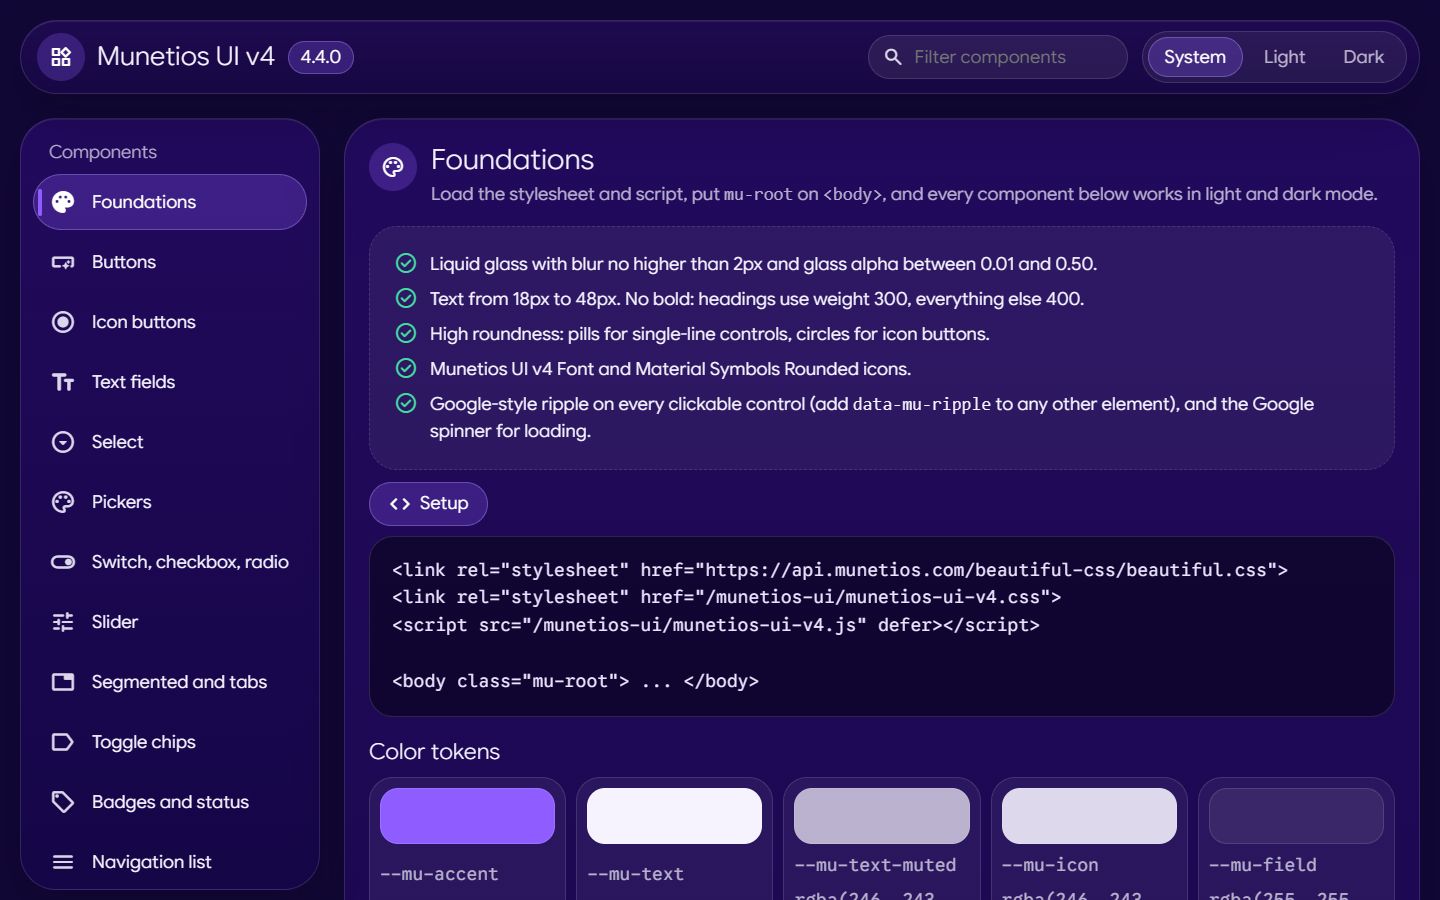 Munetios UI v4
4.4.0
Filter components
System
Light
Dark
Components
Foundations
Buttons
Icon buttons
Text fields
Select
Pickers
Switch, checkbox, radio
Slider
Segmented and tabs
Toggle chips
Badges and status
Navigation list
Foundations
Load the stylesheet and script, put mu-root on <body>, and every component below works in light and dark mode.
Liquid glass with blur no higher than 2px and glass alpha between 0.01 and 0.50.
Text from 18px to 48px. No bold: headings use weight 300, everything else 400.
High roundness: pills for single-line controls, circles for icon buttons.
Munetios UI v4 Font and Material Symbols Rounded icons.
Google-style ripple on every clickable control (add data-mu-ripple to any other element), and the Google
spinner for loading.
Setup
<link rel="stylesheet" href="https://api.munetios.com/beautiful-css/beautiful.css">
<link rel="stylesheet" href="/munetios-ui/munetios-ui-v4.css">
<script src="/munetios-ui/munetios-ui-v4.js" defer></script>
<body class="mu-root"> ... </body>
Color tokens
--mu-accent
--mu-text
--mu-text-muted
rgba(246, 243,
--mu-icon
rgba(246, 243,
--mu-field
rgba(255, 255,